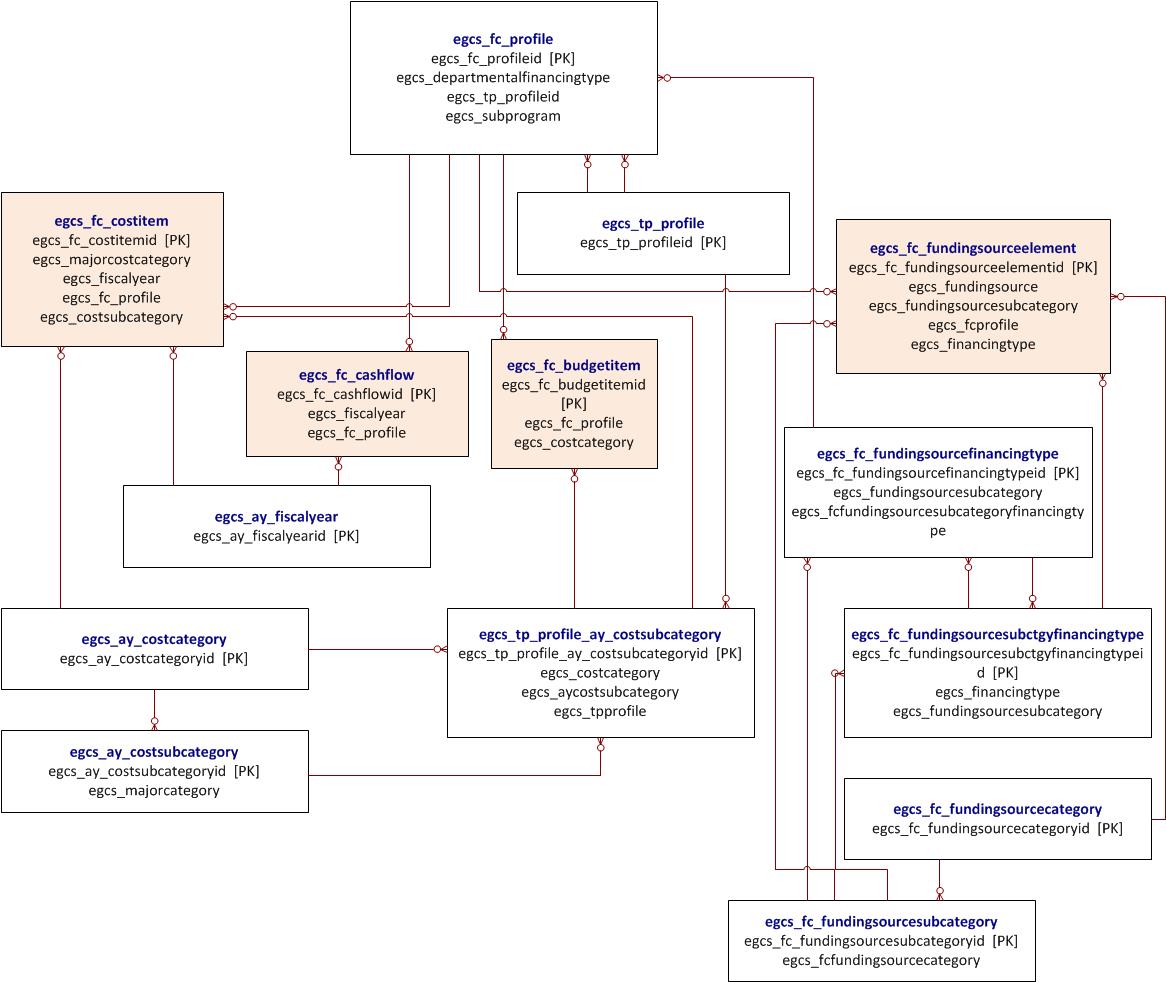 egcs_fc_profile
egcs_fc_profileid [PK]
egcs_departmentalfinancingtype
egcs_tp_profileid
egcs_subprogram
egcs_fc_costitem
egcs_fc_costitemid [PK]
egcs_majorcostcategory
egcs_fiscalyear
egcs_fc_profile
egcs_costsubcategory
egcs_tp_profile
egcs_tp_profileid [PK]
egcs_fc_fundingsourceelement
egcs_fc_fundingsourceelementid [PK]
egcs_fundingsource
egcs_fundingsourcesubcategory
egcs_fcprofile
egcs_financingtype
egcs_fc_cashflow
egcs_fc_cashflowid [PK]
egcs_fiscalyear
egcs_fc_profile
egcs_fc_budgetitem
egcs_fc_budgetitemid
[PK]
egcs_fc_profile
egcs_costcategory
egcs_fc_fundingsourcefinancingtype
egcs_fc_fundingsourcefinancingtypeid [PK]
egcs_fundingsourcesubcategory
egcs_fcfundingsourcesubcategoryfinancingty
pe
egcs_ay_fiscalyear
egcs_ay_fiscalyearid [PK]
egcs_ay_costcategory
egcs_ay_costcategoryid [PK]
egcs_tp_profile_ay_costsubcategory
egcs_tp_profile_ay_costsubcategoryid [PK]
egcs_costcategory
egcs_aycostsubcategory
egcs_tpprofile
egcs_fc_fundingsourcesubctgyfinancingtype
egcs_fc_fundingsourcesubctgyfinancingtypei
d [PK]
egcs_financingtype
egcs_fundingsourcesubcategory
egcs_ay_costsubcategory
egcs_ay_costsubcategoryid [PK]
egcs_majorcategory
egcs_fc_fundingsourcecategory
egcs_fc_fundingsourcecategoryid [PK]
egcs_fc_fundingsourcesubcategory
egcs_fc_fundingsourcesubcategoryid [PK]
egcs_fcfundingsourcecategory